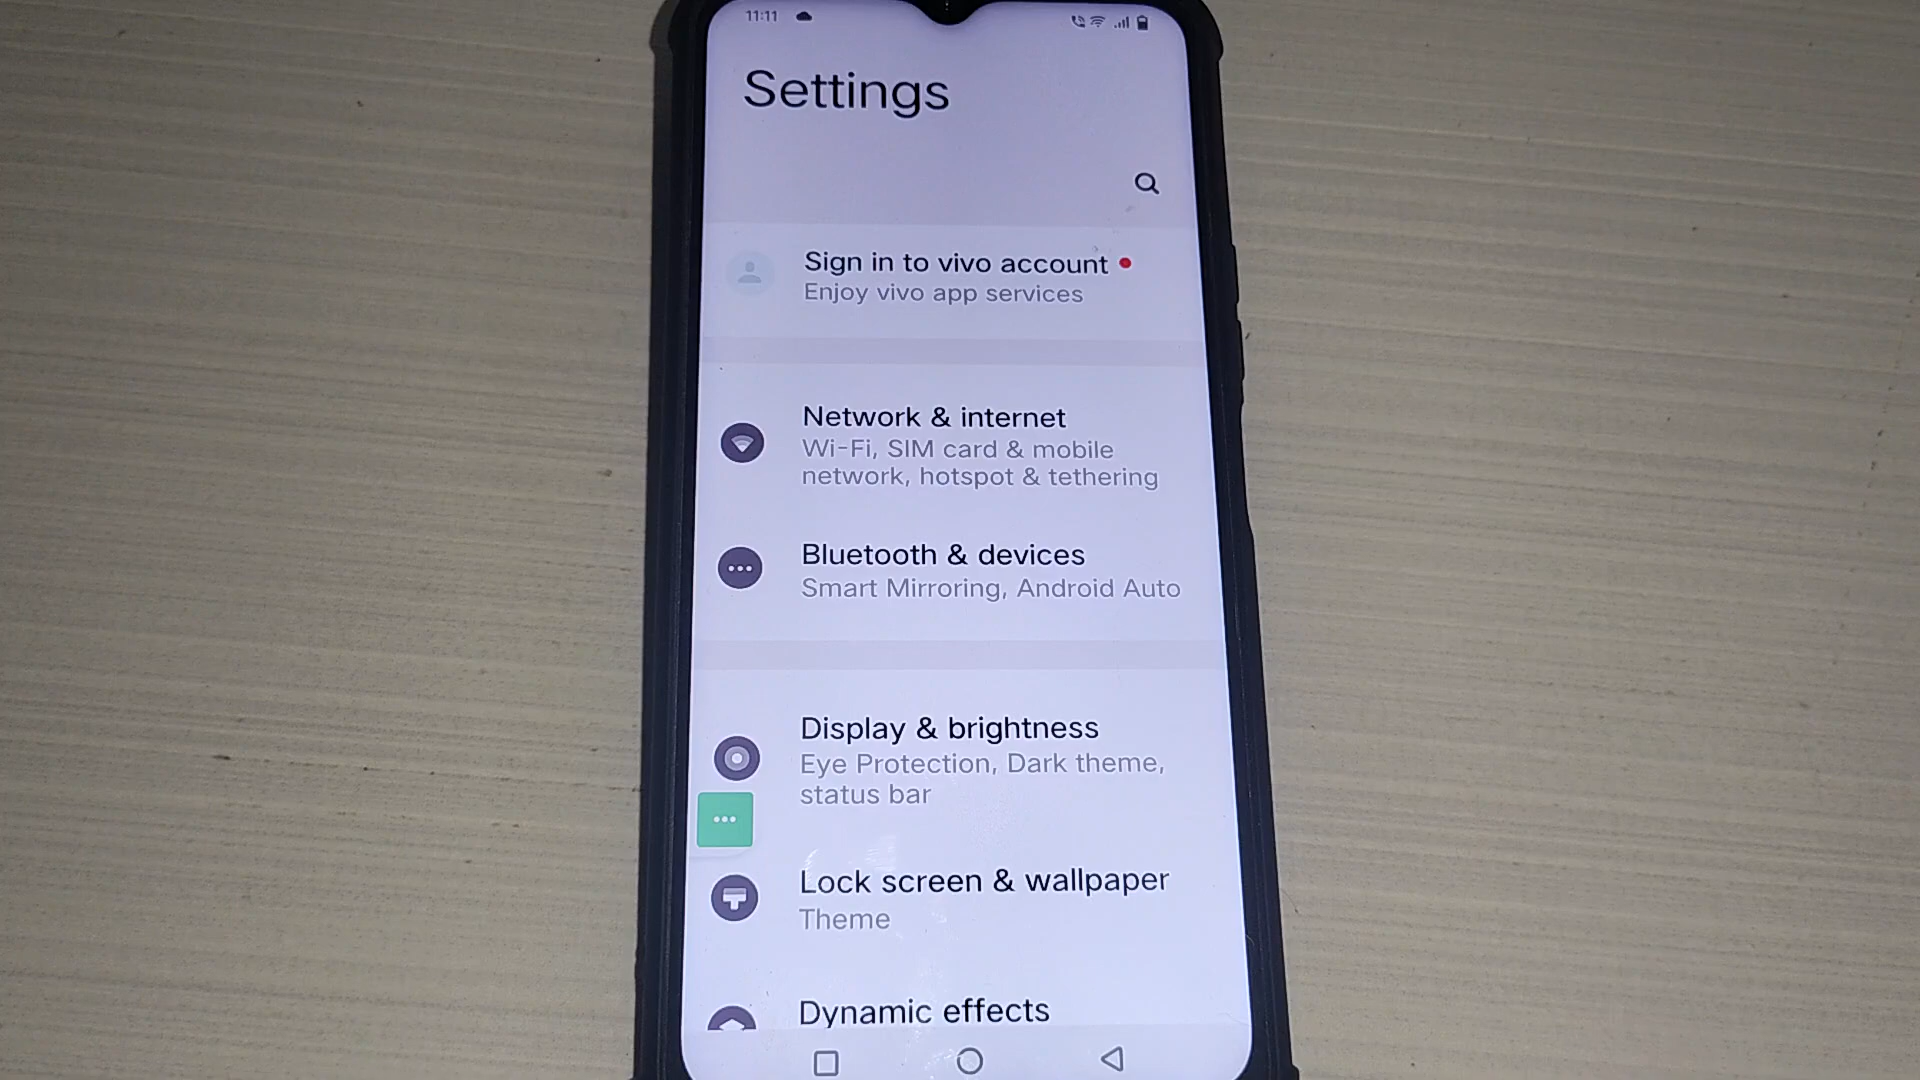 11:11
Settings
Sign in to vivo account
Enjoy vivo app services
Network & internet
Wi-Fi, SIM card & mobile
network, hotspot & tethering
Bluetooth & devices
Smart Mirroring, Android Auto
Display & brightness
Eye Protection, Dark theme,
status bar
Lock screen & wallpaper
Theme
Dynamic effects